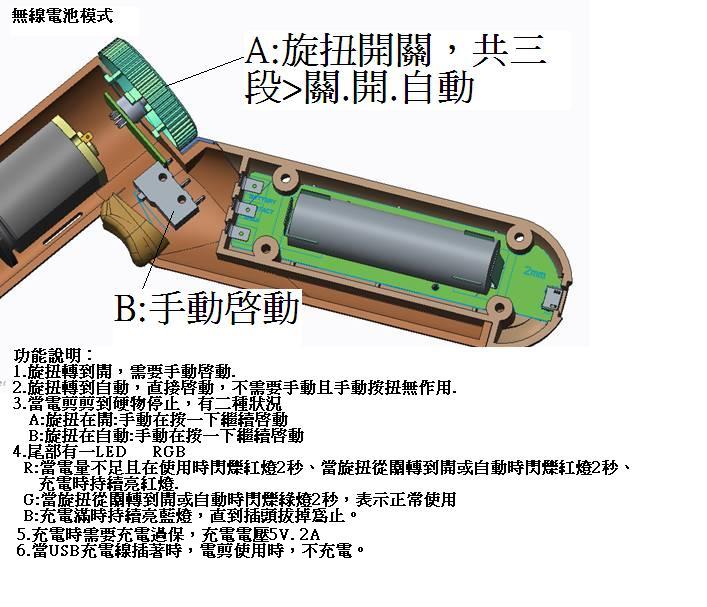 無線電池模式
A:旋扭開關，共三
段>關.開.自動
BATTERY
2mm
B:手動啓動
功能說明：
1.旋扭轉到開，需要手動啓動.
2.旋扭轉到自動，直接啓動，不需要手動且手動按扭無作用.
3.當電剪剪到硬物停止，有二種狀況
A:旋扭在開:手動在按一下繼續啓動
B:旋扭在自動:手動在按一下繼續啓動
4.尾部有一LED RGB
R:當電量不足且在使用時閃爍紅燈2秒、當旋扭從關轉到開或自動時閃爍紅燈2秒、
充電時持續亮紅燈.
G:當旋扭從關轉到開或自動時閃爍綠燈2秒，表示正常使用
B:充電滿時持續亮藍燈，直到插頭拔掉爲止。
5.充電時需要充電過保，充電電壓5V.2A
6.當USB充電線插著時，電剪使用時，不充電。